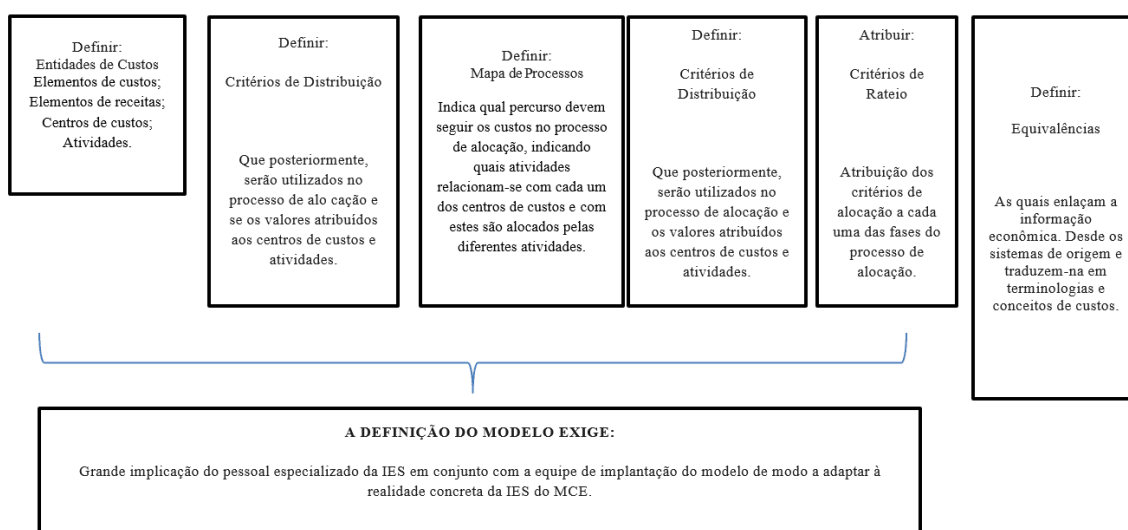 Definir:
Entidades de Custos
Elementos de custos;
Elementos de receitas;
Centros de custos;
Atividades.
Definir:
Critérios de Distribuição
Que posteriormente,
serão utilizados no
processo de alo cação e
se os valores atribuídos
aos centros de custos e
atividades.
Definir:
Mapa de Processos
Indica qual percurso devem
seguir os custos no processo
de alocação, indicando
quais atividades
relacionam-se com cada um
dos centros de custos e com
estes são alocados pelas
diferentes atividades.
Definir:
Critérios de
Distribuição
Que posteriormente,
serão utilizados no
processo de alocação e
os valores atribuídos
aos centros de custos e
atividades.
Atribuir:
Critérios de
Rateio
Atribuição dos
critérios de
alocação a cada
uma das fases do
processo de
alocação.
Definir:
Equivalências
As quais enlaçam a
informação
econômica. Desde os
sistemas de origem e
traduzem-na em
terminologias e
conceitos de custos.
A DEFINIÇÃO DO MODELO EXIGE:
Grande implicação do pessoal especializado da IES em conjunto com a equipe de implantação do modelo de modo a adaptar à
realidade concreta da IES do MCE.